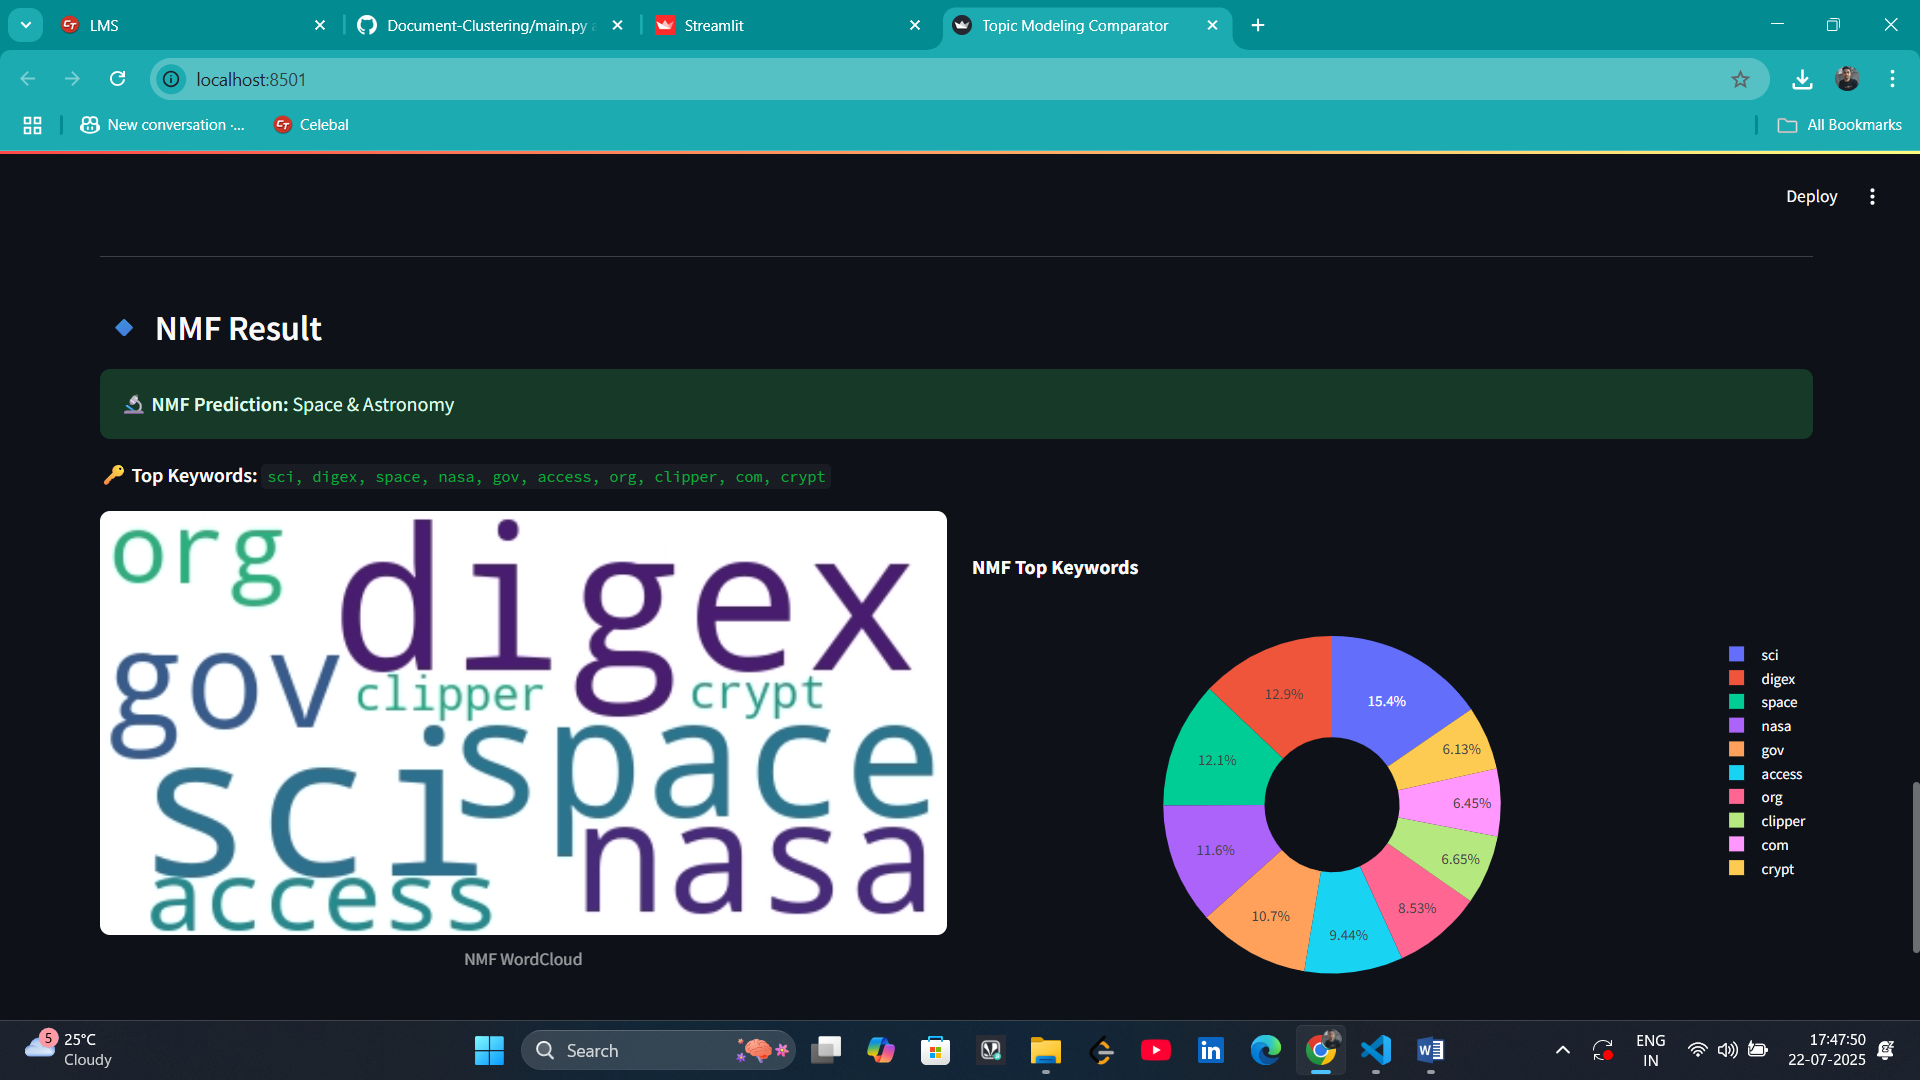 LMS
Document-Clustering/main.py a
Streamlit
Topic Modeling Comparator
localhost:8501
New conversation ·...
Celebal
All Bookmarks
Deploy
NMF Result
NMF Prediction: Space & Astronomy
Top Keywords: sci, digex, space, nasa, gov, access, org, clipper, com, crypt
org
digex
gov
clipper
crypt
sci
space
nasa
access
NMF WordCloud
NMF Top Keywords
15.4%
12.9%
12.1%
11.6%
10.7%
9.44%
8.53%
6.65%
6.45%
6.13%
sci
digex
space
nasa
gov
access
org
clipper
com
crypt
5
25°C
Cloudy
Search
ENG
IN
17:47:50
22-07-2025